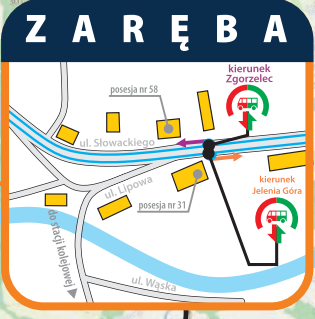 ZARĘBA
kierunek
Zgorzelec
posesja nr 58
ul. Słowackiego
kierunek
Jelenia Góra
ul. Lipowa
posesja nr 31
do stacji kolejowej
ul. Wąska